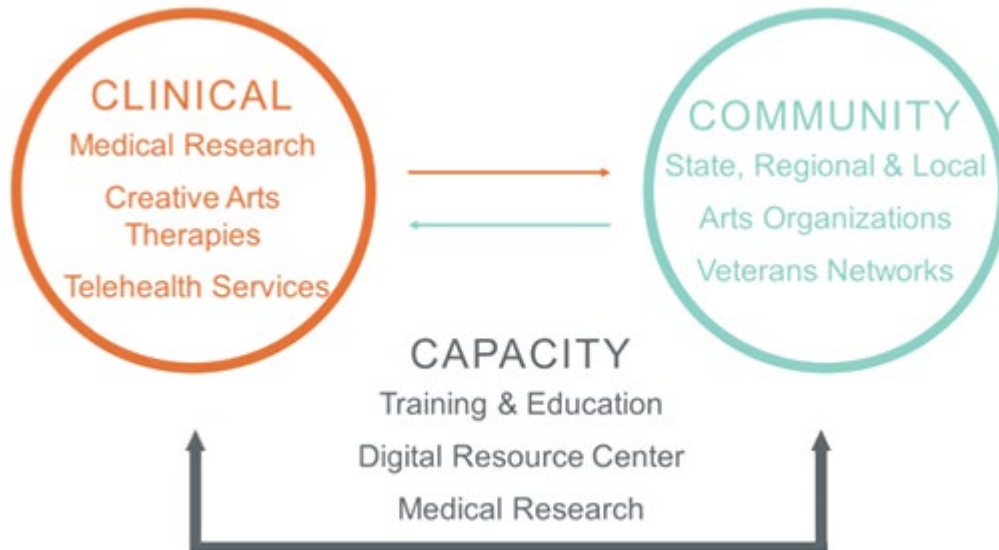 CLINICAL
Medical Research
Creative Arts
Therapies
Telehealth Services
COMMUNITY
State, Regional & Local
Arts Organizations
Veterans Networks
CAPACITY
Training & Education
Digital Resource Center
Medical Research